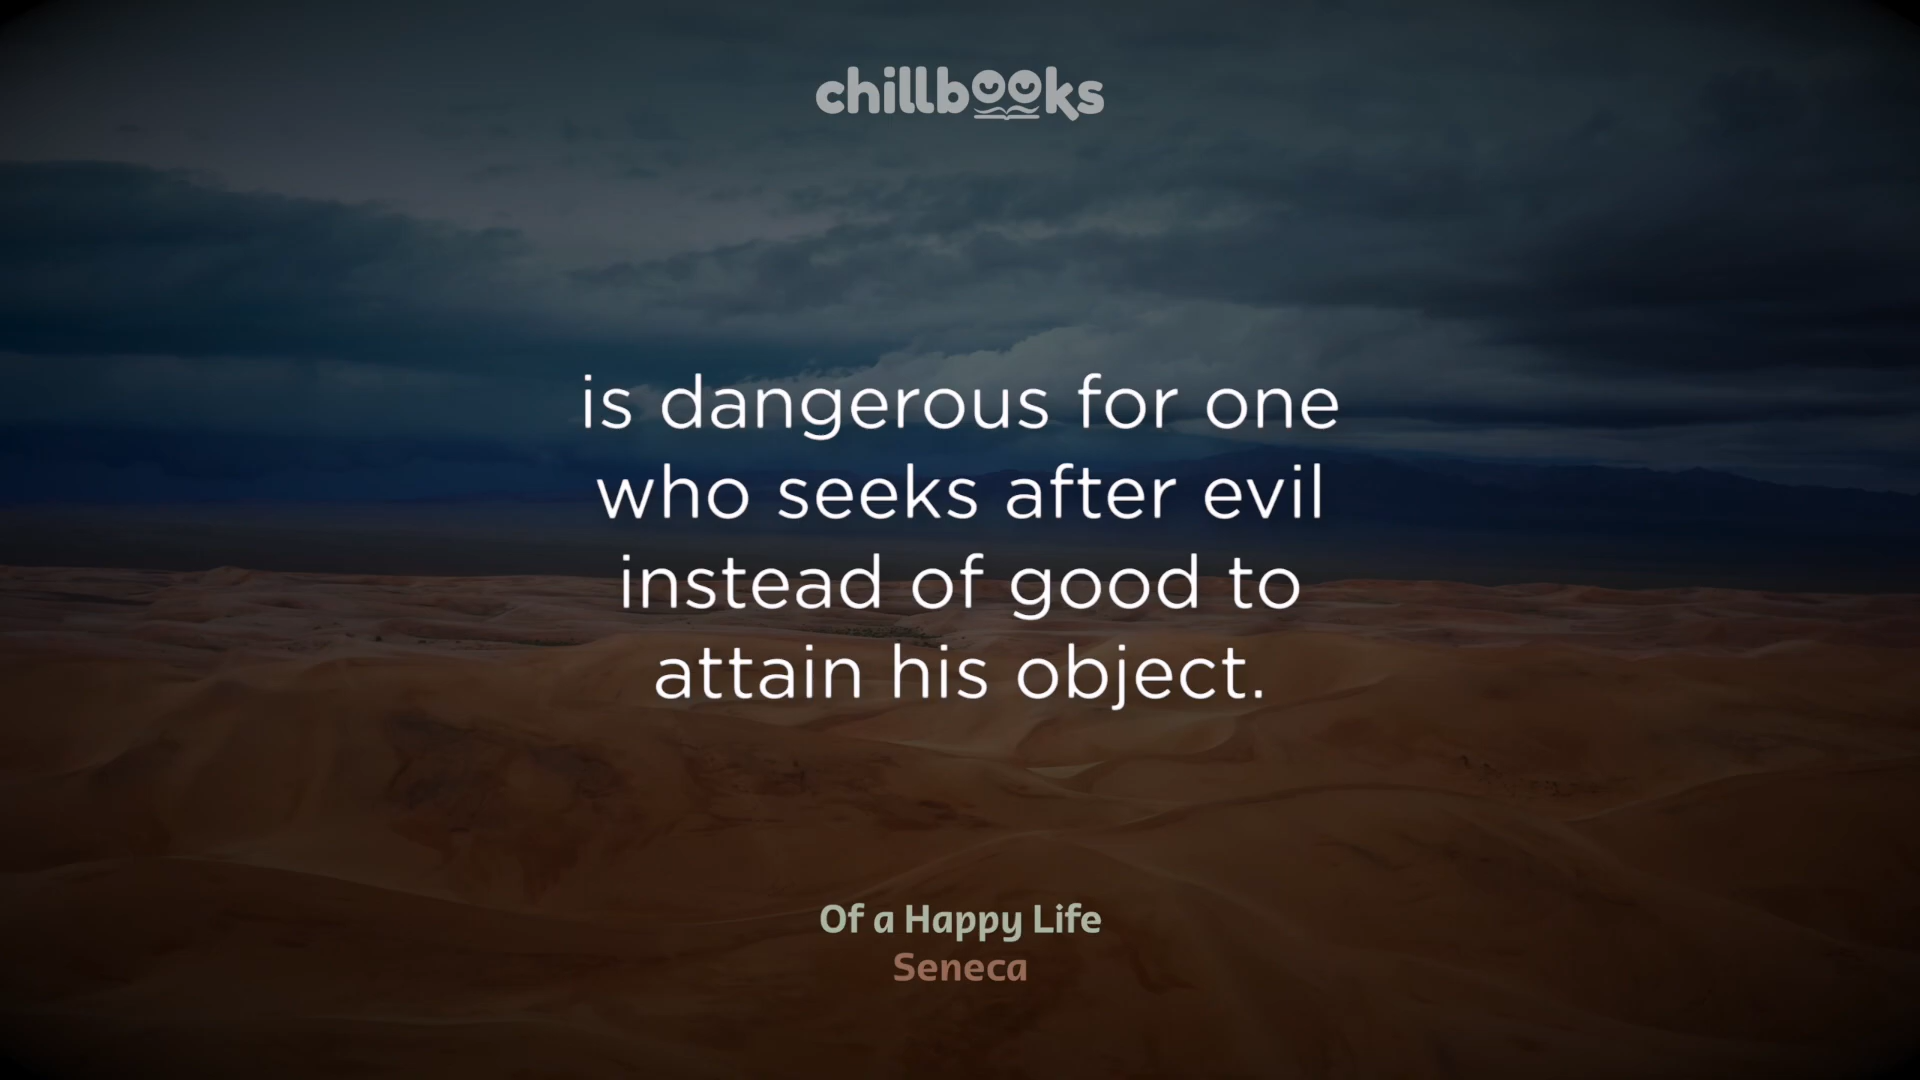 chillbooks
is dangerous for one
who seeks after evil
instead of good to
attain his object.
Of a Happy Life
Seneca